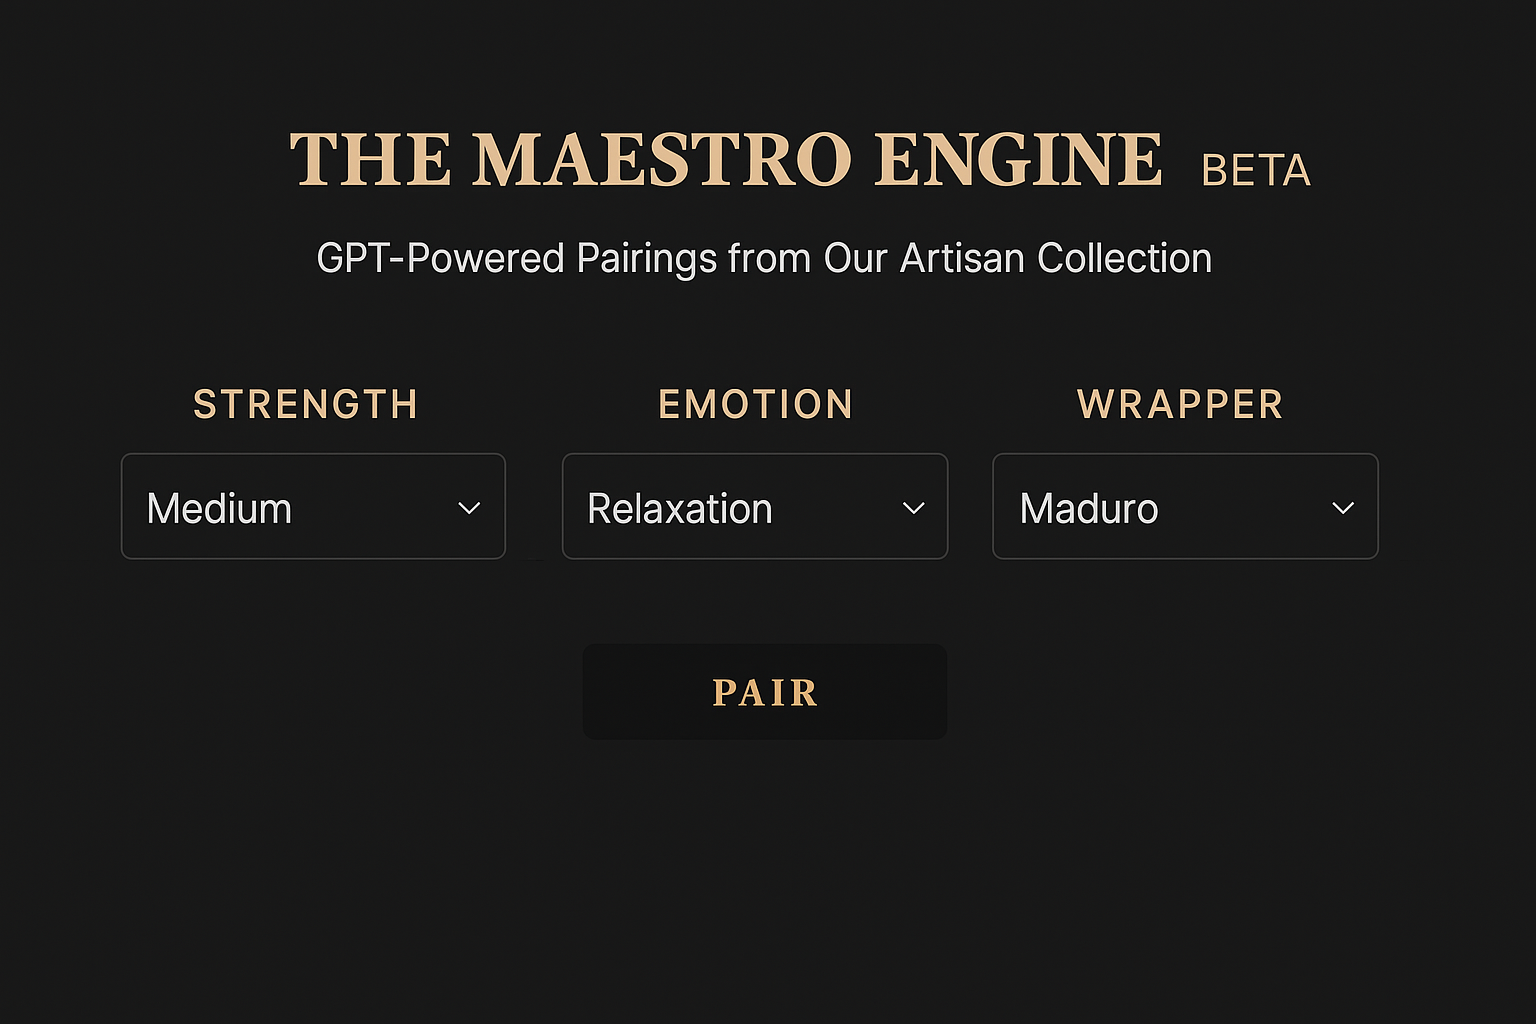 THE MAESTRO ENGINE BETA
GPT-Powered Pairings from Our Artisan Collection
STRENGTH EMOTION WRAPPER
Medium Relaxation Maduro
PAIR